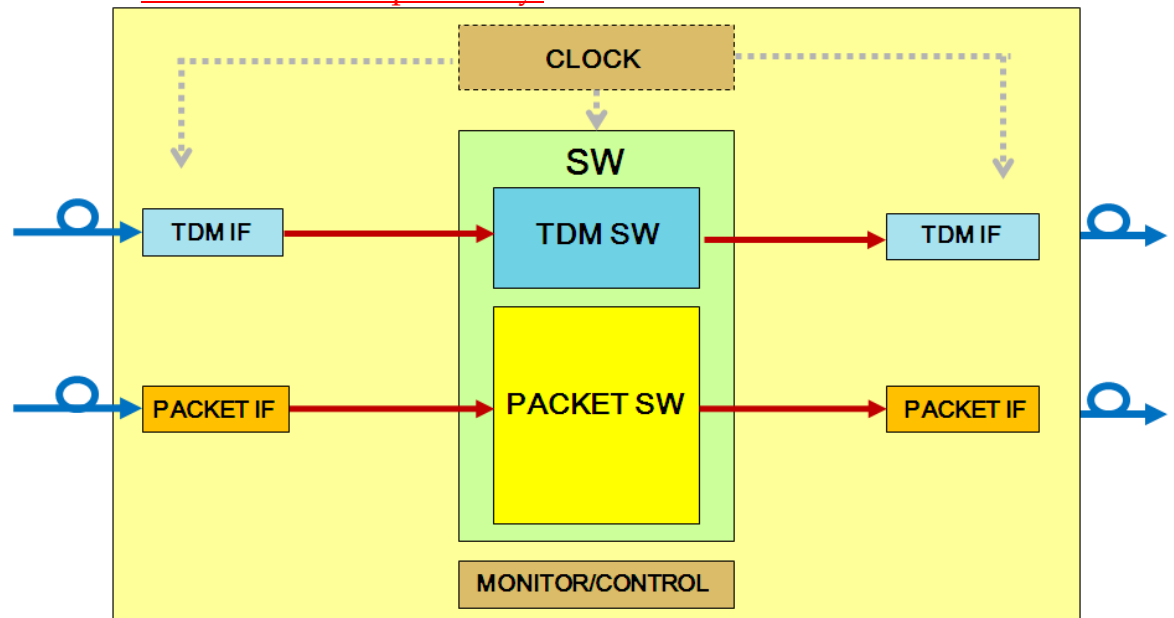 CLOCK
SW
TDM IF
TDM SW
TDM IF
PACKET IF
PACKET SW
PACKET IF
MONITOR/CONTROL